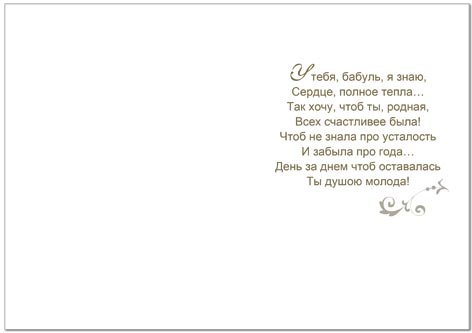 У тебя, бабуль, я знаю,
Сердце, полное тепла…
Так хочу, чтоб ты, родная,
Всех счастливее была!
Чтоб не знала про усталость
И забыла про года…
День за днем чтоб оставалась
Ты душою молода!